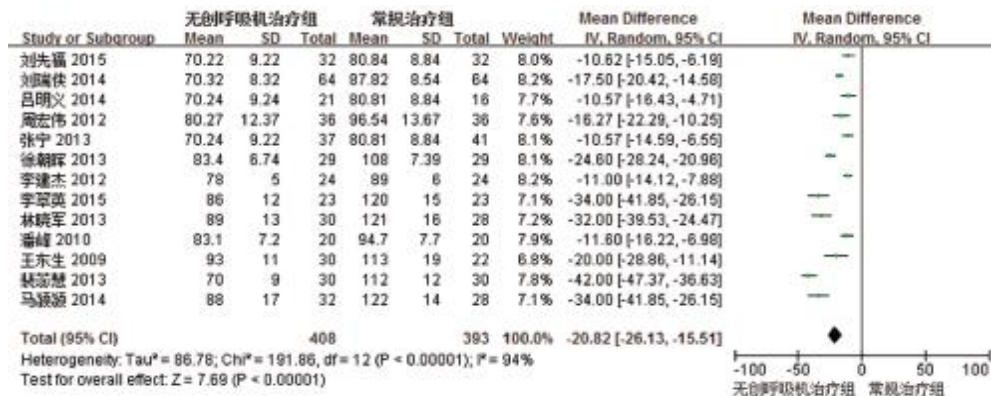 无创呼吸机治疗组 常规治疗组 Mean Difference Mean Difference
Study or Subgroup Mean SD Total Mean SD Total Weight IV, Random, 95% CI IV, Random, 95% CI
刘先福 2015 70.22 9.22 32 80.84 8.84 32 8.0% -10.62 [-15.05, -6.19]
刘瑞侠 2014 70.32 8.32 64 87.82 8.54 64 8.2% -17.50 [-20.42, -14.58]
吕明义 2014 70.24 9.24 21 80.81 8.84 16 7.7% -10.57 [-16.43, -4.71]
周宏伟 2012 80.27 12.37 36 96.54 13.67 36 7.6% -16.27 [-22.29, -10.25]
张宁 2013 70.24 9.22 37 80.81 8.84 41 8.1% -10.57 [-14.59, -6.55]
徐朝晖 2013 83.4 6.74 29 108 7.39 29 8.1% -24.60 [-28.24, -20.96]
李建杰 2012 78 5 24 89 6 24 8.2% -11.00 [-14.12, -7.88]
李翠英 2015 86 12 23 120 15 23 7.1% -34.00 [-41.85, -26.15]
林晓军 2013 89 13 30 121 16 28 7.2% -32.00 [-39.53, -24.47]
潘峰 2010 83.1 7.2 20 94.7 7.7 20 7.9% -11.60 [-16.22, -6.98]
王东生 2009 93 11 30 113 19 22 6.8% -20.00 [-28.86, -11.14]
慧 2013 70 9 30 112 12 30 7.8% -42.00 [-47.37, -36.63]
马颖颖 2014 88 17 32 122 14 28 7.1% -34.00 [-41.85, -26.15]
Total (95% CI) 408 393 100.0% -20.82 [-26.13, -15.51]
Heterogeneity: Tau² = 86.78; Chi² = 191.86, df = 12 (P < 0.00001); I² = 94%
Test for overall effect: Z = 7.69 (P < 0.00001)
-100 -50 0 50 100
无创呼吸机治疗组 常规治疗组